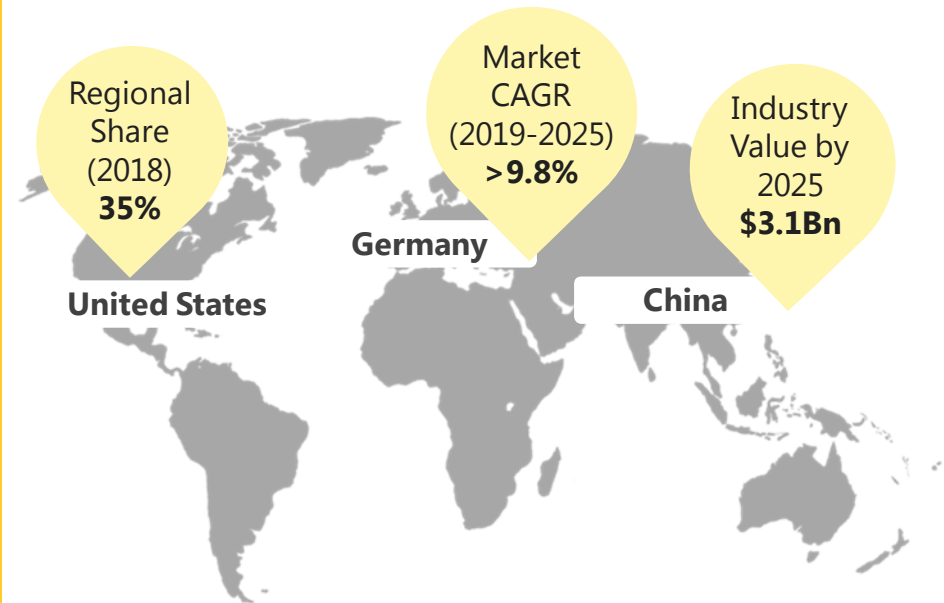 Regional
Share
(2018)
35%
United States
Market
CAGR
(2019-2025)
>9.8%
Germany
Industry
Value by
2025
$3.1Bn
China